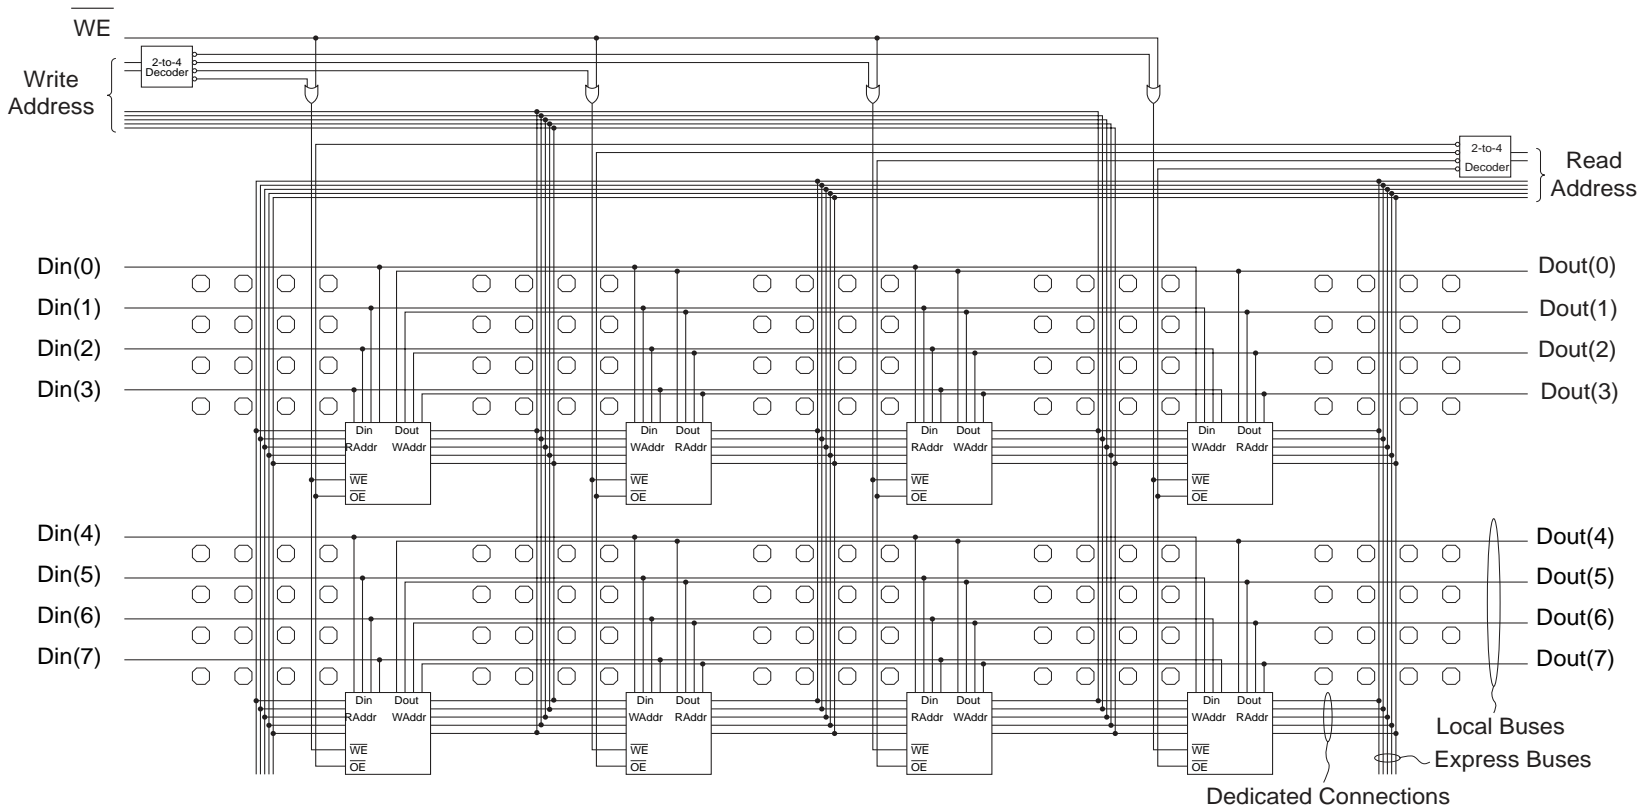 WE
2-to-4
Decoder
Write
Address
2-to-4
Decoder
Read
Address
Din(0)
Dout(0)
Din(1)
Dout(1)
Din(2)
Dout(2)
Din(3)
Dout(3)
Din Dout
RAddr WAddr
WE
OE
Din Dout
WAddr RAddr
WE
OE
Din Dout
RAddr WAddr
WE
OE
Din Dout
WAddr RAddr
WE
OE
Din(4)
Dout(4)
Din(5)
Dout(5)
Din(6)
Dout(6)
Din(7)
Dout(7)
Din Dout
RAddr WAddr
WE
OE
Din Dout
WAddr RAddr
WE
OE
Din Dout
RAddr WAddr
WE
OE
Din Dout
WAddr RAddr
WE
OE
Local Buses
Express Buses
Dedicated Connections